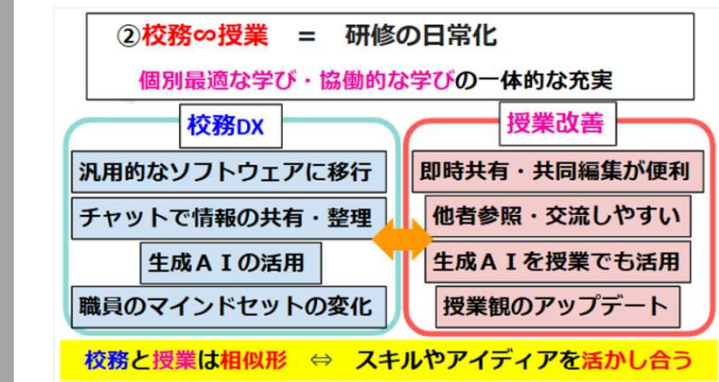 ②校務∞授業 = 研修の日常化
個別最適な学び・協働的な学びの一体的な充実
校務DX
汎用的なソフトウェアに移行
チャットで情報の共有・整理
生成ＡＩの活用
職員のマインドセットの変化
授業改善
即時共有・共同編集が便利
他者参照・交流しやすい
生成ＡＩを授業でも活用
授業観のアップデート
校務と授業は相似形 ⇔ スキルやアイディアを活かし合う